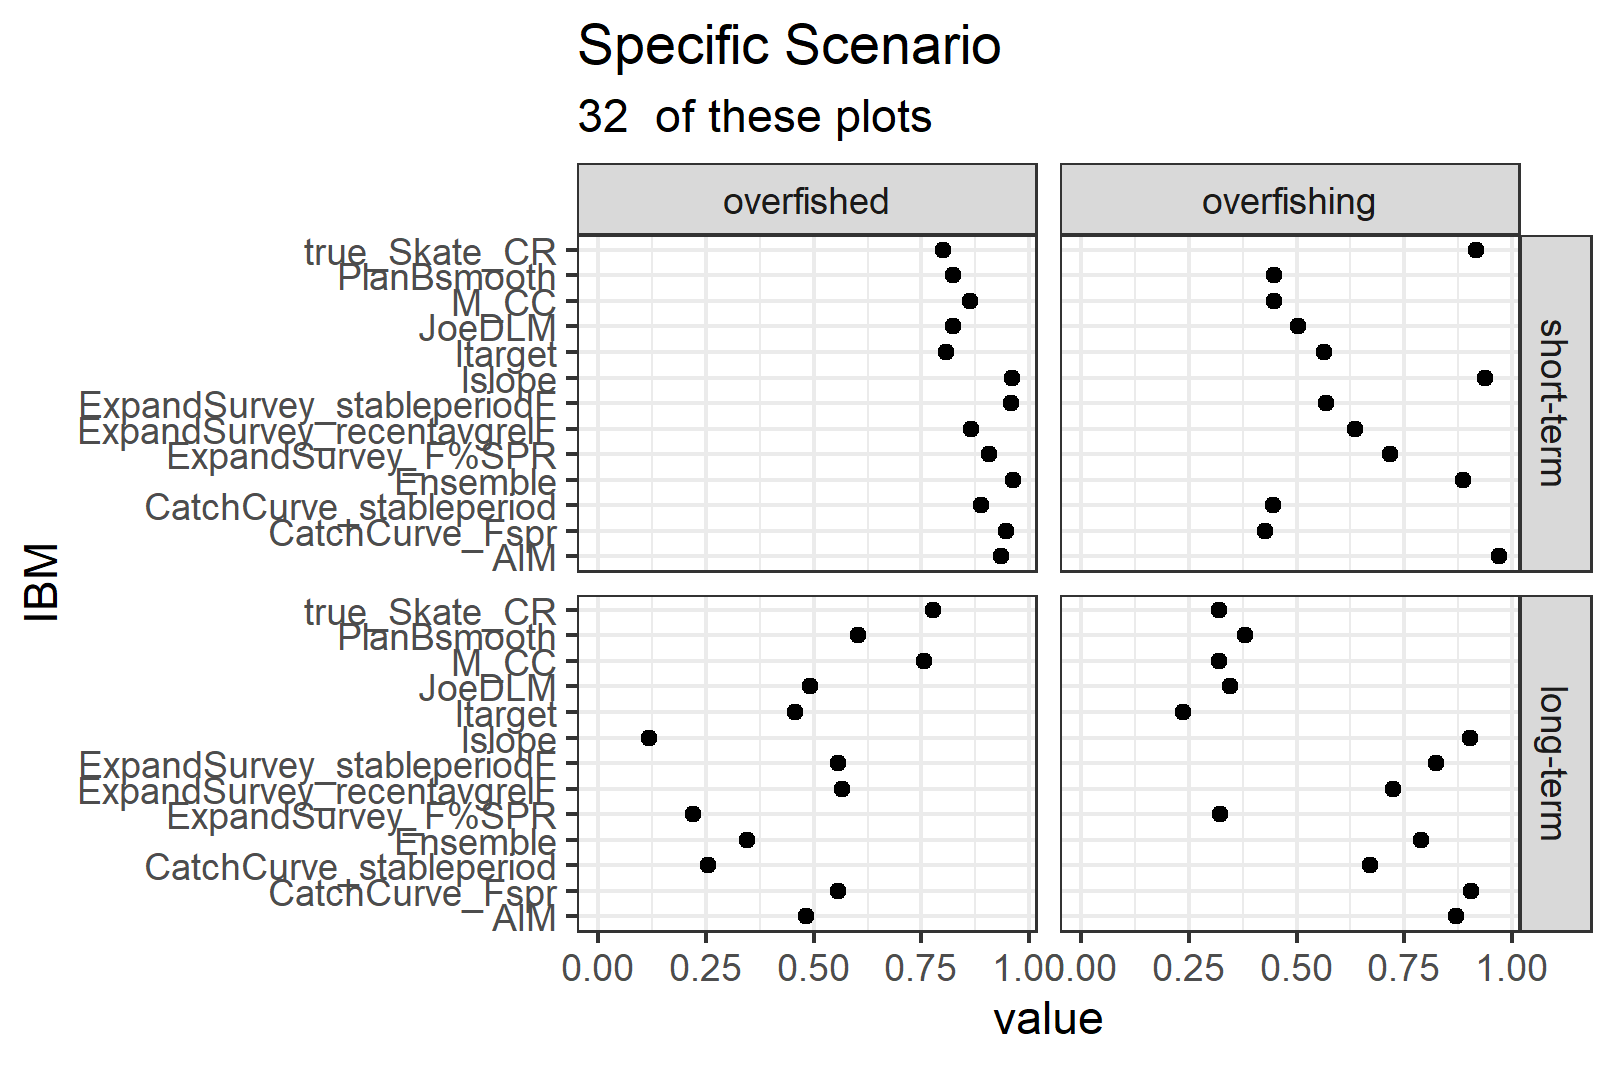 Specific Scenario
32  of these plots
overfished
overfishing
true_Skate_CR
PlanBsmooth
M_CC
JoeDLM
Itarget
Islope
ExpandSurvey_stableperiodF
ExpandSurvey_recentavgrelF
ExpandSurvey_F%SPR
Ensemble
CatchCurve_stableperiod
CatchCurve_Fspr
AIM
short-term
true_Skate_CR
PlanBsmooth
M_CC
JoeDLM
Itarget
Islope
ExpandSurvey_stableperiodF
ExpandSurvey_recentavgrelF
ExpandSurvey_F%SPR
Ensemble
CatchCurve_stableperiod
CatchCurve_Fspr
AIM
long-term
IBM
0.00 0.25 0.50 0.75 1.00 0.00 0.25 0.50 0.75 1.00
value